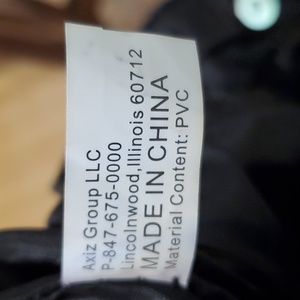 Axiz Group LLC
P-847-675-0000
Lincolnwood,Illinois 60712
MADE IN CHINA
Material Content: PVC